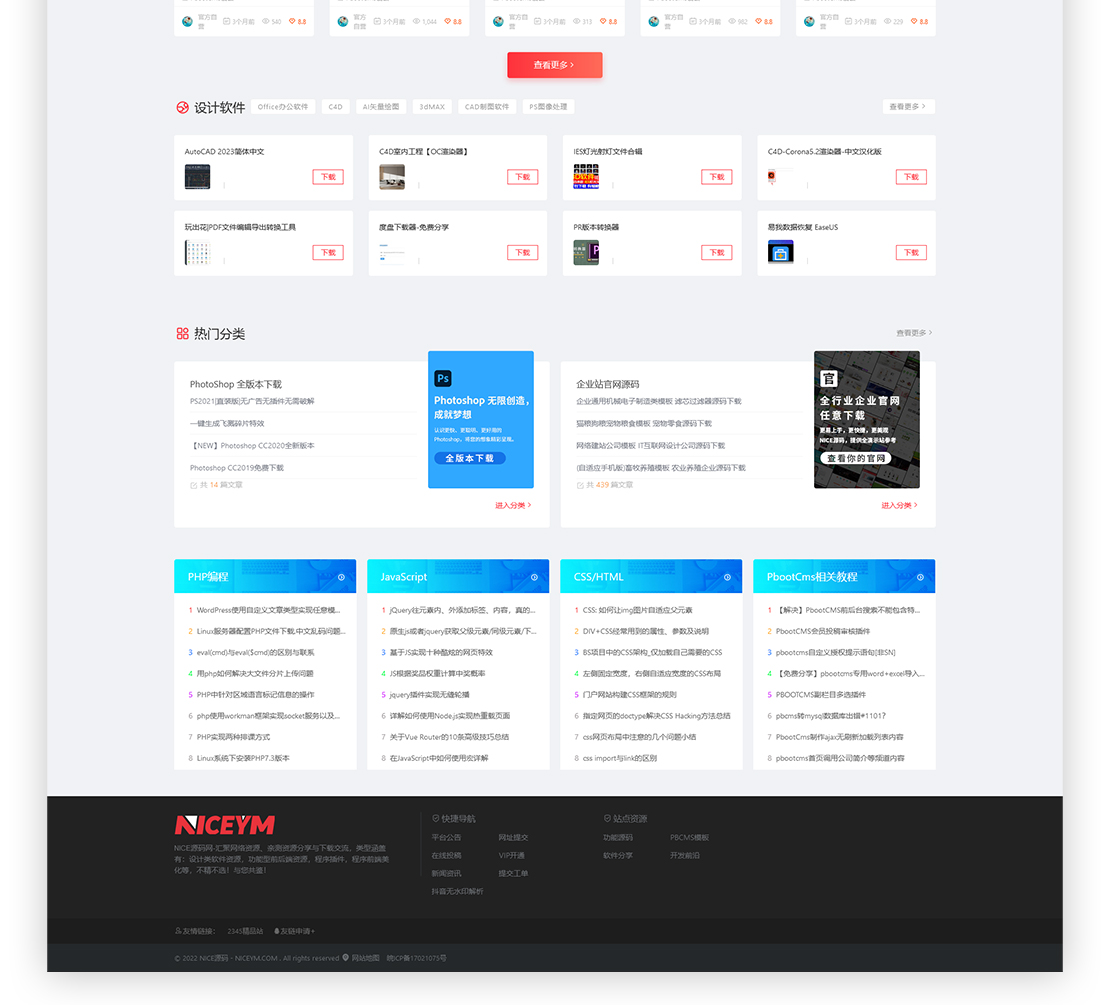 官方自营 3个月前 540 8.8
官方自营 3个月前 1,044 8.8
官方自营 3个月前 313 8.8
官方自营 3个月前 982 8.8
官方自营 3个月前 229 8.8
查看更多 >
设计软件 Office办公软件 C4D AI矢量绘图 3dMAX CAD制图软件 PS图像处理 查看更多 >
AutoCAD 2023简体中文
下载
C4D室内工程【OC渲染器】
下载
IES灯光射灯文件合辑
下载
C4D-Corona5.2渲染器-中文汉化版
下载
玩出花|PDF文件编辑导出转换工具
下载
度盘下载器-免费分享
下载
PR版本转换器
下载
易我数据恢复 EaseUS
下载
热门分类 查看更多 >
PhotoShop 全版本下载
PS2021[直装版]无广告无插件无需破解
一键生成飞溅碎片特效
【NEW】Photoshop CC2020全新版本
Photoshop CC2019免费下载
共 14 篇文章
Ps
Photoshop 无限创造，
成就梦想
认识更快、更聪明、更好用的
Photoshop，将您的想象精彩呈现。
全版本下载
进入分类 >
企业站官网源码
企业通用机械电子制造类模板 滤芯过滤器源码下载
猫粮狗粮宠物粮食模板 宠物零食源码下载
网络建站公司模板 IT互联网设计公司源码下载
(自适应手机版)畜牧养殖模板 农业养殖企业源码下载
共 439 篇文章
官
全行业企业官网
任意下载
更易上手，更快捷，更美观
NICE源码，提供全演示站参考
查看你的官网
进入分类 >
PHP编程
1 WordPress使用自定义文章类型实现任意模...
2 Linux服务器配置PHP文件下载,中文乱码问题...
3 eval(cmd)与eval($cmd)的区别与联系
4 用php如何解决大文件分片上传问题
5 PHP中针对区域语言标记信息的操作
6 php使用workman框架实现socket服务以及...
7 PHP实现两种排课方式
8 Linux系统下安装PHP7.3版本
JavaScript
1 jQuery往元素内、外添加标签、内容，真的...
2 原生js或者jquery获取父级元素/同级元素/下...
3 基于JS实现十种酷炫的网页特效
4 JS根据奖品权重计算中奖概率
5 jquery插件实现无缝轮播
6 详解如何使用Node.js实现热重载页面
7 关于Vue Router的10条高级技巧总结
8 在JavaScript中如何使用宏详解
CSS/HTML
1 CSS: 如何让img图片自适应父元素
2 DIV+CSS经常用到的属性、参数及说明
3 BS项目中的CSS架构_仅加载自己需要的CSS
4 左侧固定宽度，右侧自适应宽度的CSS布局
5 门户网站构建CSS框架的规则
6 指定网页的doctype解决CSS Hacking方法总结
7 css网页布局中注意的几个问题小结
8 css import与link的区别
PbootCms相关教程
1 【解决】PbootCMS前后台搜索不能包含特...
2 PbootCMS会员投稿审核插件
3 pbootcms自定义授权提示语句[非SN]
4 【免费分享】pbootcms专用word+excel导入...
5 PBOOTCMS副栏目多选插件
6 pbcms转mysql数据库出错#1101?
7 PbootCms制作ajax无刷新加载列表内容
8 pbootcms首页调用公司简介等频道内容
NICEYM
NICE源码网-汇聚网络资源，亲测资源分享与下载交流，类型涵盖
有：设计类软件资源，功能型前后端资源，程序插件，程序前端美
化等，不精不选！与您共邀！
快捷导航
平台公告 网址提交
在线投稿 VIP开通
新闻资讯 提交工单
抖音无水印解析
站点资源
功能源码 PBCMS模板
软件分享 开发前沿
友情链接： 2345精品站 友链申请+
© 2022 NICE源码 - NICEYM.COM . All rights reserved 网站地图 皖ICP备17021075号